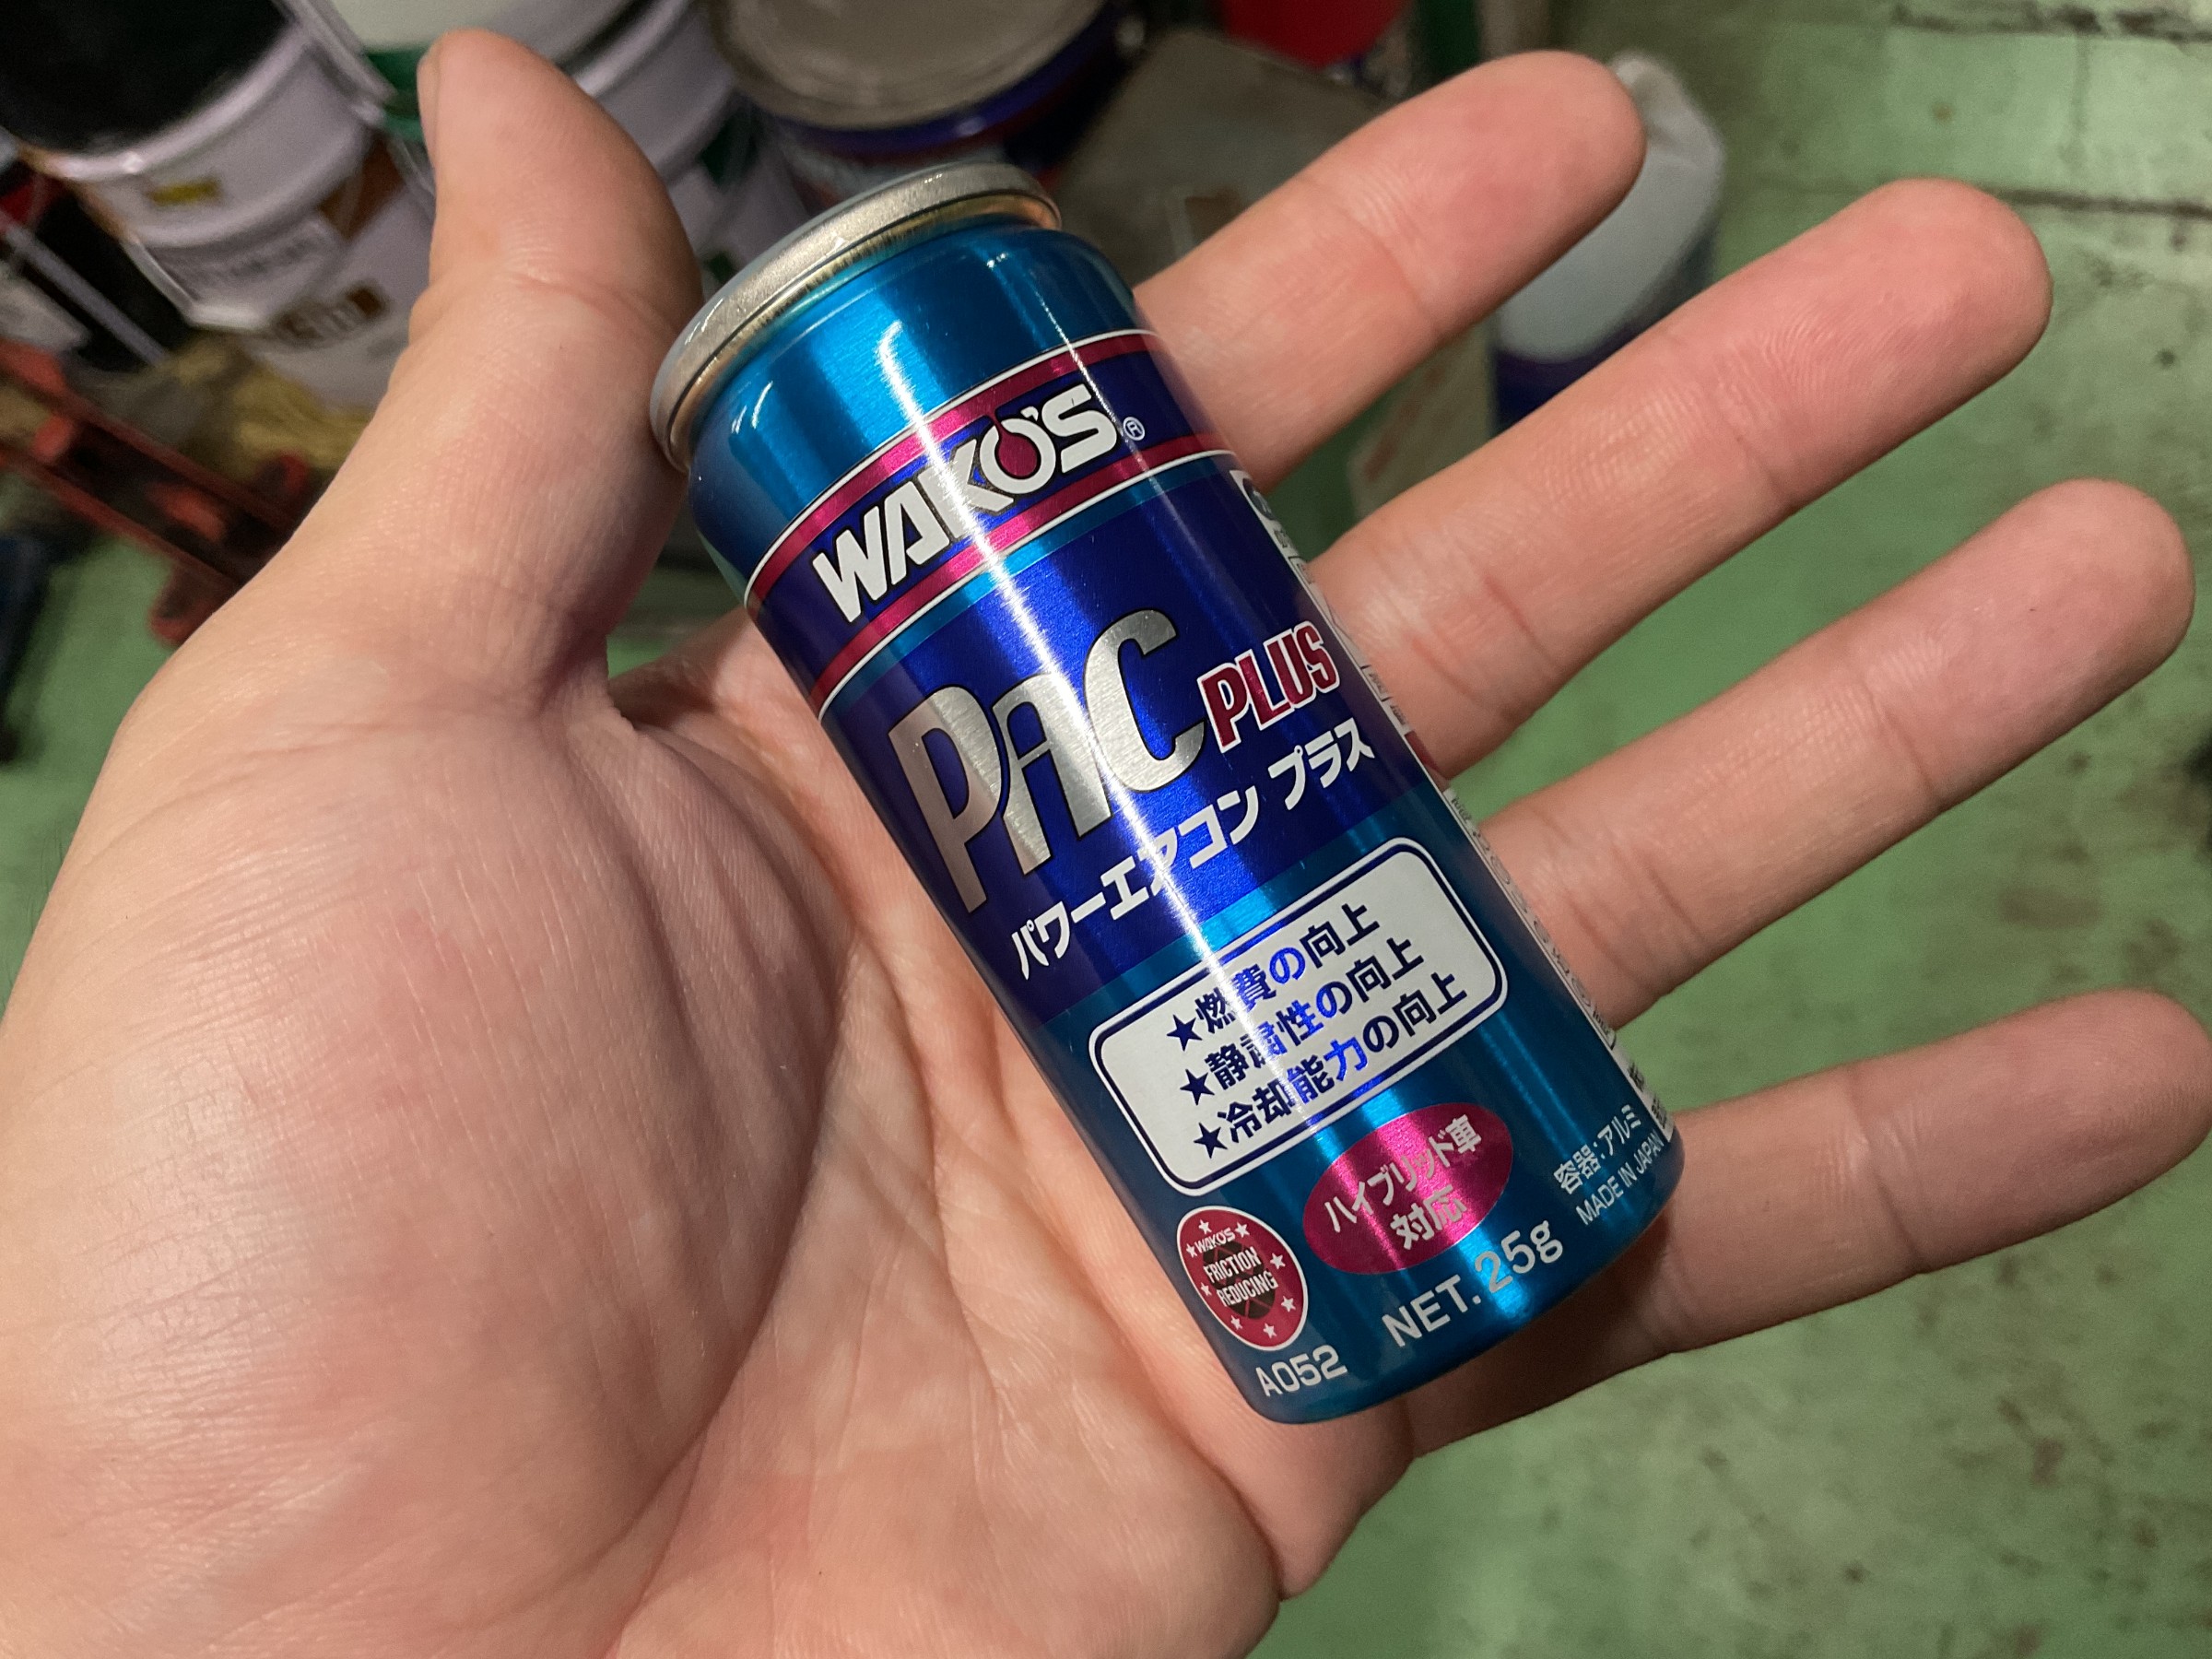 WAKO'S®
PAC PLUS
パワーエアコン プラス
★燃費の向上
★静粛性の向上
★冷却能力の向上
ハイブリッド車
対応
WAKO'S
FRICTION
REDUCING
容器:アルミ
MADE IN JAPAN
NET. 25g
A052